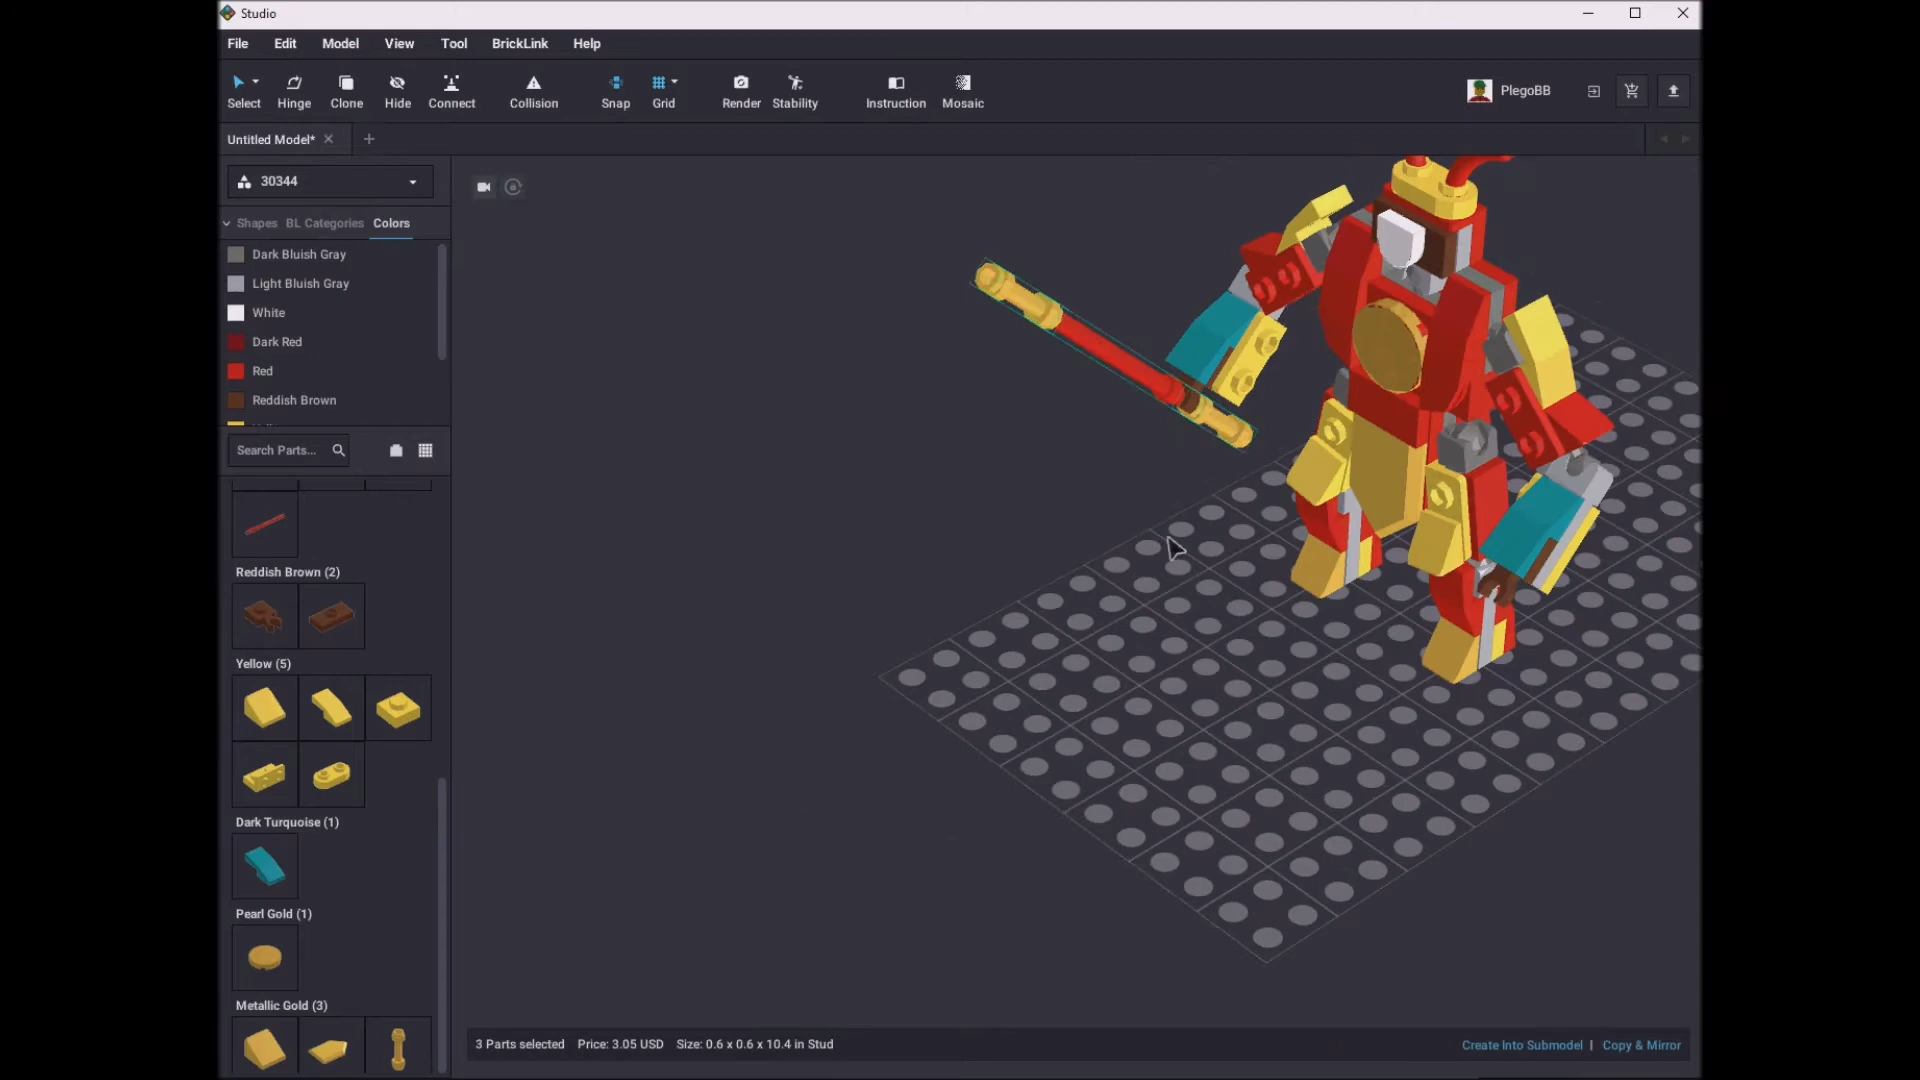 Studio
File Edit Model View Tool BrickLink Help
Select Hinge Clone Hide Connect Collision Snap Grid Render Stability Instruction Mosaic PlegoBB
Untitled Model*
30344
Shapes BL Categories Colors
Dark Bluish Gray
Light Bluish Gray
White
Dark Red
Red
Reddish Brown
Search Parts...
Reddish Brown (2)
Yellow (5)
Dark Turquoise (1)
Pearl Gold (1)
Metallic Gold (3)
3 Parts selected Price: 3.05 USD Size: 0.6 x 0.6 x 10.4 in Stud
Create Into Submodel | Copy & Mirror